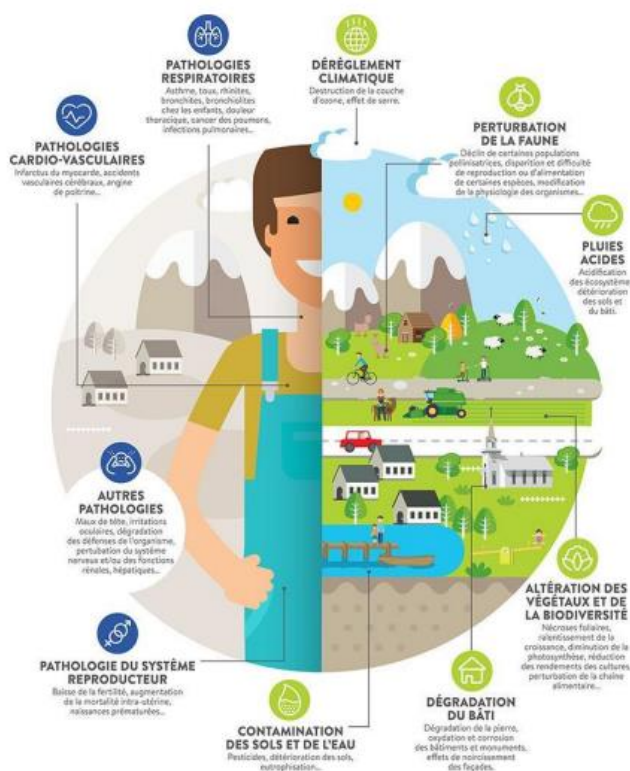 PATHOLOGIES
RESPIRATOIRES
Asthme, toux, rhinites,
bronchites, bronchiolites
chez les enfants, douleur
thoracique, cancer des poumons,
infections pulmonaires...
DÉRÈGLEMENT
CLIMATIQUE
Destruction de la couche
d'ozone, effet de serre.
PATHOLOGIES
CARDIO-VASCULAIRES
Infarctus du myocarde, accidents
vasculaires cérébraux, angine
de poitrine...
PERTURBATION
DE LA FAUNE
Déclin de certaines populations
pollinisatrices, disparition et difficulté
de reproduction ou d'alimentation
de certaines espèces, modification
de la physiologie des organismes...
PLUIES
ACIDES
Acidification
des écosystème
détérioration
des sols et
du bâti.
AUTRES
PATHOLOGIES
Maux de tête, irritations
oculaires, dégradation
des défenses de l'organisme,
pertubation du système
nerveux et/ou des fonctions
rénales, hépatiques...
ALTÉRATION DES
VÉGÉTAUX ET DE
LA BIODIVERSITÉ
Nécroses foliaires,
ralentissement de la
croissance, diminution de la
photosynthèse, réduction
des rendements des cultures
perturbation de la chaîne
alimentaire...
PATHOLOGIE DU SYSTÈME
REPRODUCTEUR
Baisse de la fertilité, augmentation
de la mortalité intra-utérine,
naissances prématurées...
CONTAMINATION
DES SOLS ET DE L'EAU
Pesticides, détérioration des sols,
eutrophisation...
DÉGRADATION
DU BÂTI
Dégradation de la pierre,
oxydation et corrosion
des bâtiments et monuments,
effets de noircissement
des façades.